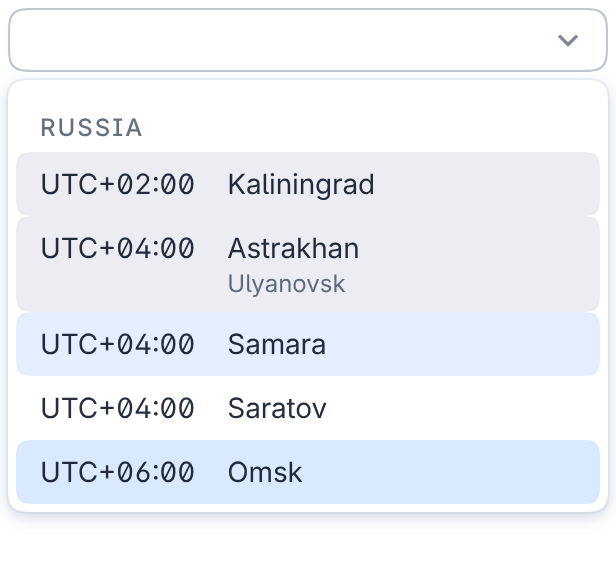 RUSSIA
UTC+02:00 Kaliningrad
UTC+04:00 Astrakhan
Ulyanovsk
UTC+04:00 Samara
UTC+04:00 Saratov
UTC+06:00 Omsk